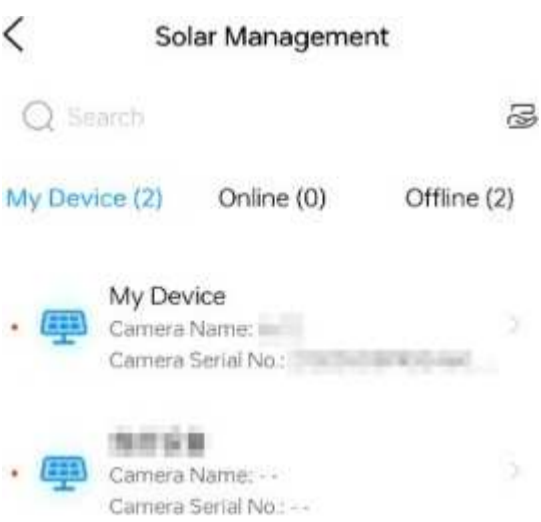 Solar Management
Search
My Device (2) Online (0) Offline (2)
My Device
Camera Name:
Camera Serial No.:
Camera Name: - -
Camera Serial No.: - -